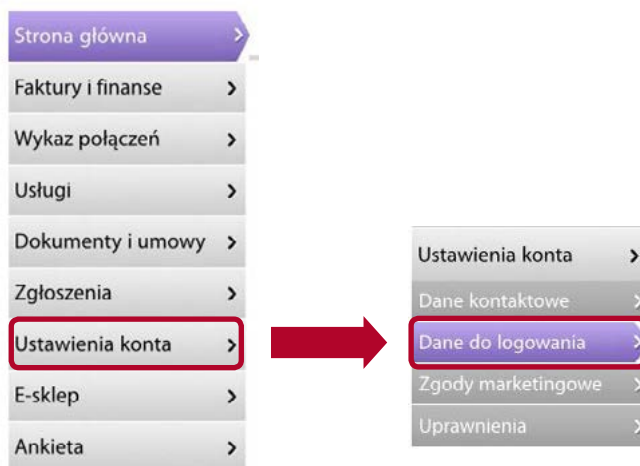 Strona główna
Faktury i finanse
Wykaz połączeń
Usługi
Dokumenty i umowy
Zgłoszenia
Ustawienia konta
E-sklep
Ankieta
Ustawienia konta
Dane kontaktowe
Dane do logowania
Zgody marketingowe
Uprawnienia